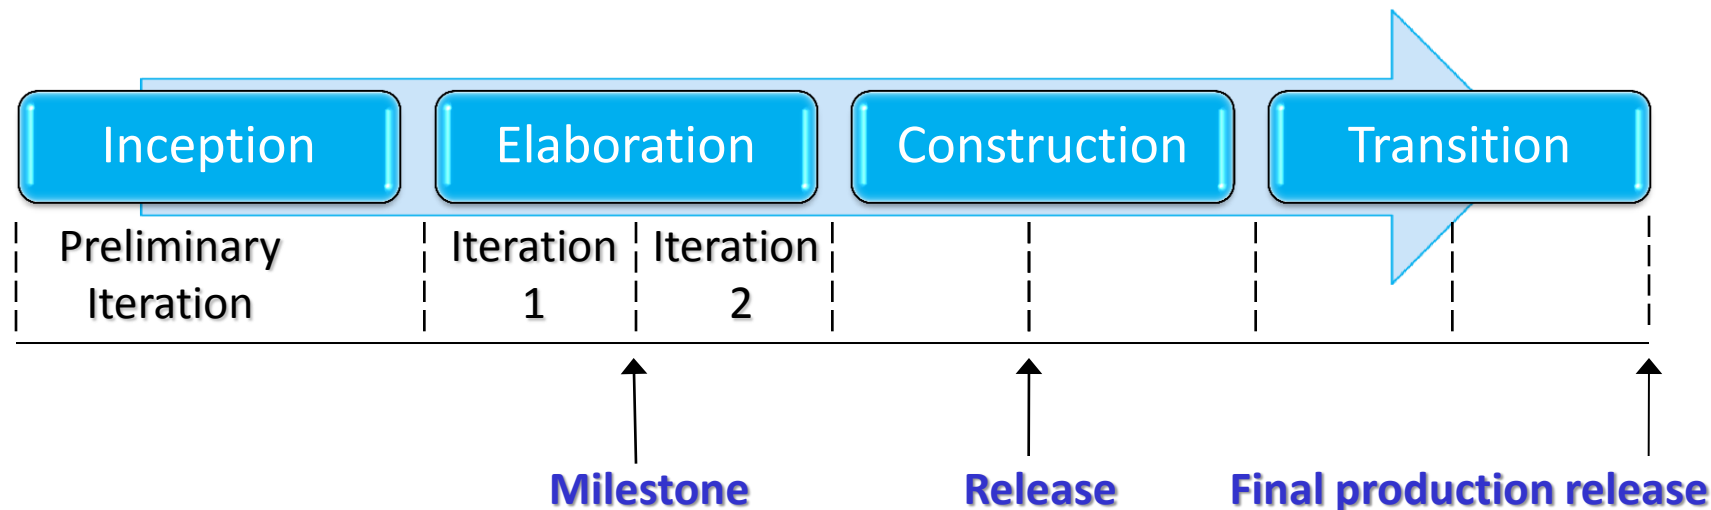 Inception Elaboration Construction Transition
Preliminary Iteration Iteration
Iteration 1 2
Milestone Release Final production release